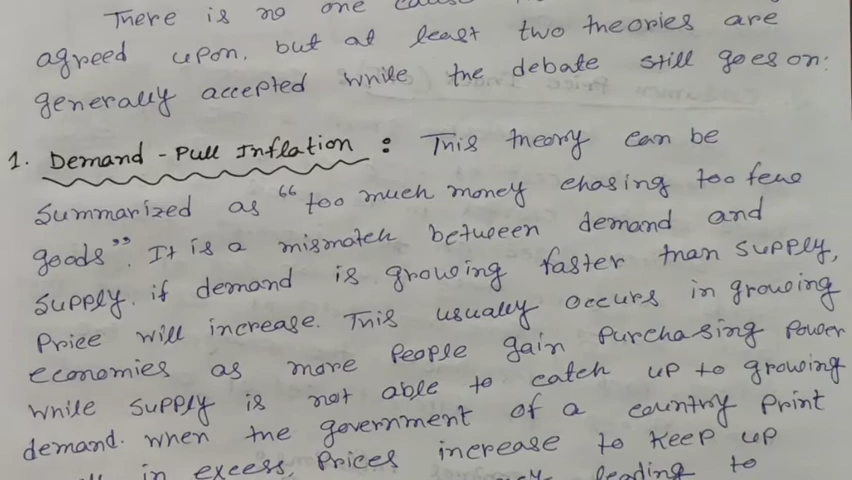 There is no one cause
agreed upon, but at least two theories are
generally accepted while the debate still goes on:
1. Demand - Pull Inflation : This theory can be
summarized as "too much money chasing too few
goods". It is a mismatch between demand and
supply. if demand is growing faster than supply,
Price will increase. This usually occurs in growing
economies as more People gain Purchasing Power
while supply is not able to catch up to growing
demand. when the government of a country Print
in excess, Prices increase to keep up
leading to